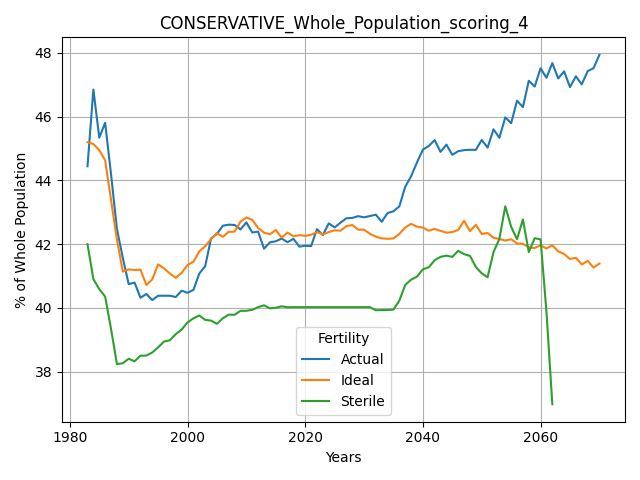 CONSERVATIVE_Whole_Population_scoring_4
% of Whole Population
48
46
44
42
40
38
1980
2000
2020
2040
2060
Years
Fertility
Actual
Ideal
Sterile